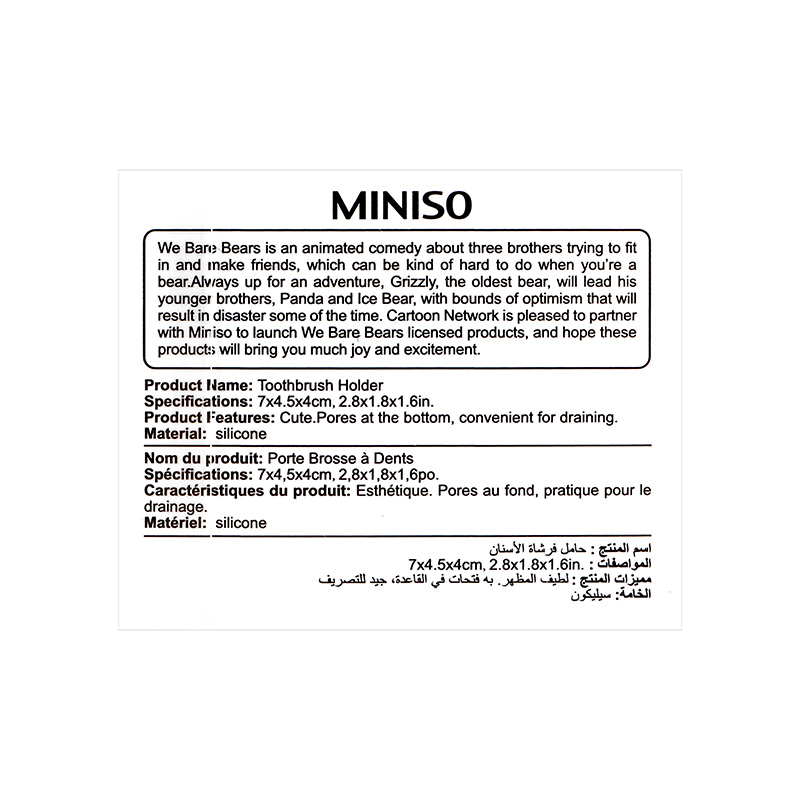 MINISO
We Bare Bears is an animated comedy about three brothers trying to fit
in and make friends, which can be kind of hard to do when you're a
bear.Always up for an adventure, Grizzly, the oldest bear, will lead his
younger brothers, Panda and Ice Bear, with bounds of optimism that will
result in disaster some of the time. Cartoon Network is pleased to partner
with Miniso to launch We Bare Bears licensed products, and hope these
products will bring you much joy and excitement.
Product Name: Toothbrush Holder
Specifications: 7x4.5x4cm, 2.8x1.8x1.6in.
Product Features: Cute.Pores at the bottom, convenient for draining.
Material: silicone
Nom du produit: Porte Brosse à Dents
Spécifications: 7x4,5x4cm, 2,8x1,8x1,6po.
Caractéristiques du produit: Esthétique. Pores au fond, pratique pour le
drainage.
Matériel: silicone
اسم المنتج : حامل فرشاة الأسنان
المواصفات : 7x4.5x4cm, 2.8x1.8x1.6in.
مميزات المنتج : لطيف المظهر. به فتحات في القاعدة، جيد للتصريف
الخامة: سيليكون